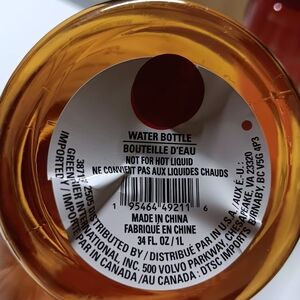 WATER BOTTLE
BOUTEILLE D'EAU
NOT FOR HOT LIQUID
NE CONVIENT PAS AUX LIQUIDES CHAUDS
1 95464 49211 6
MADE IN CHINA
FABRIQUÉ EN CHINE
34 FL. OZ/ 1L
DISTRIBUTED BY / DISTRIBUÉ PAR IN U.S.A./ AUX É.-U.:
GREENBRIER INTERNATIONAL, INC. 500 VOLVO PARKWAY, CHESAPEAKE, VA 23320
IMPORTED BY / IMPORTÉ PAR IN CANADA / AU CANADA: DTSC IMPORTS BURNABY, BC V5G 4P3